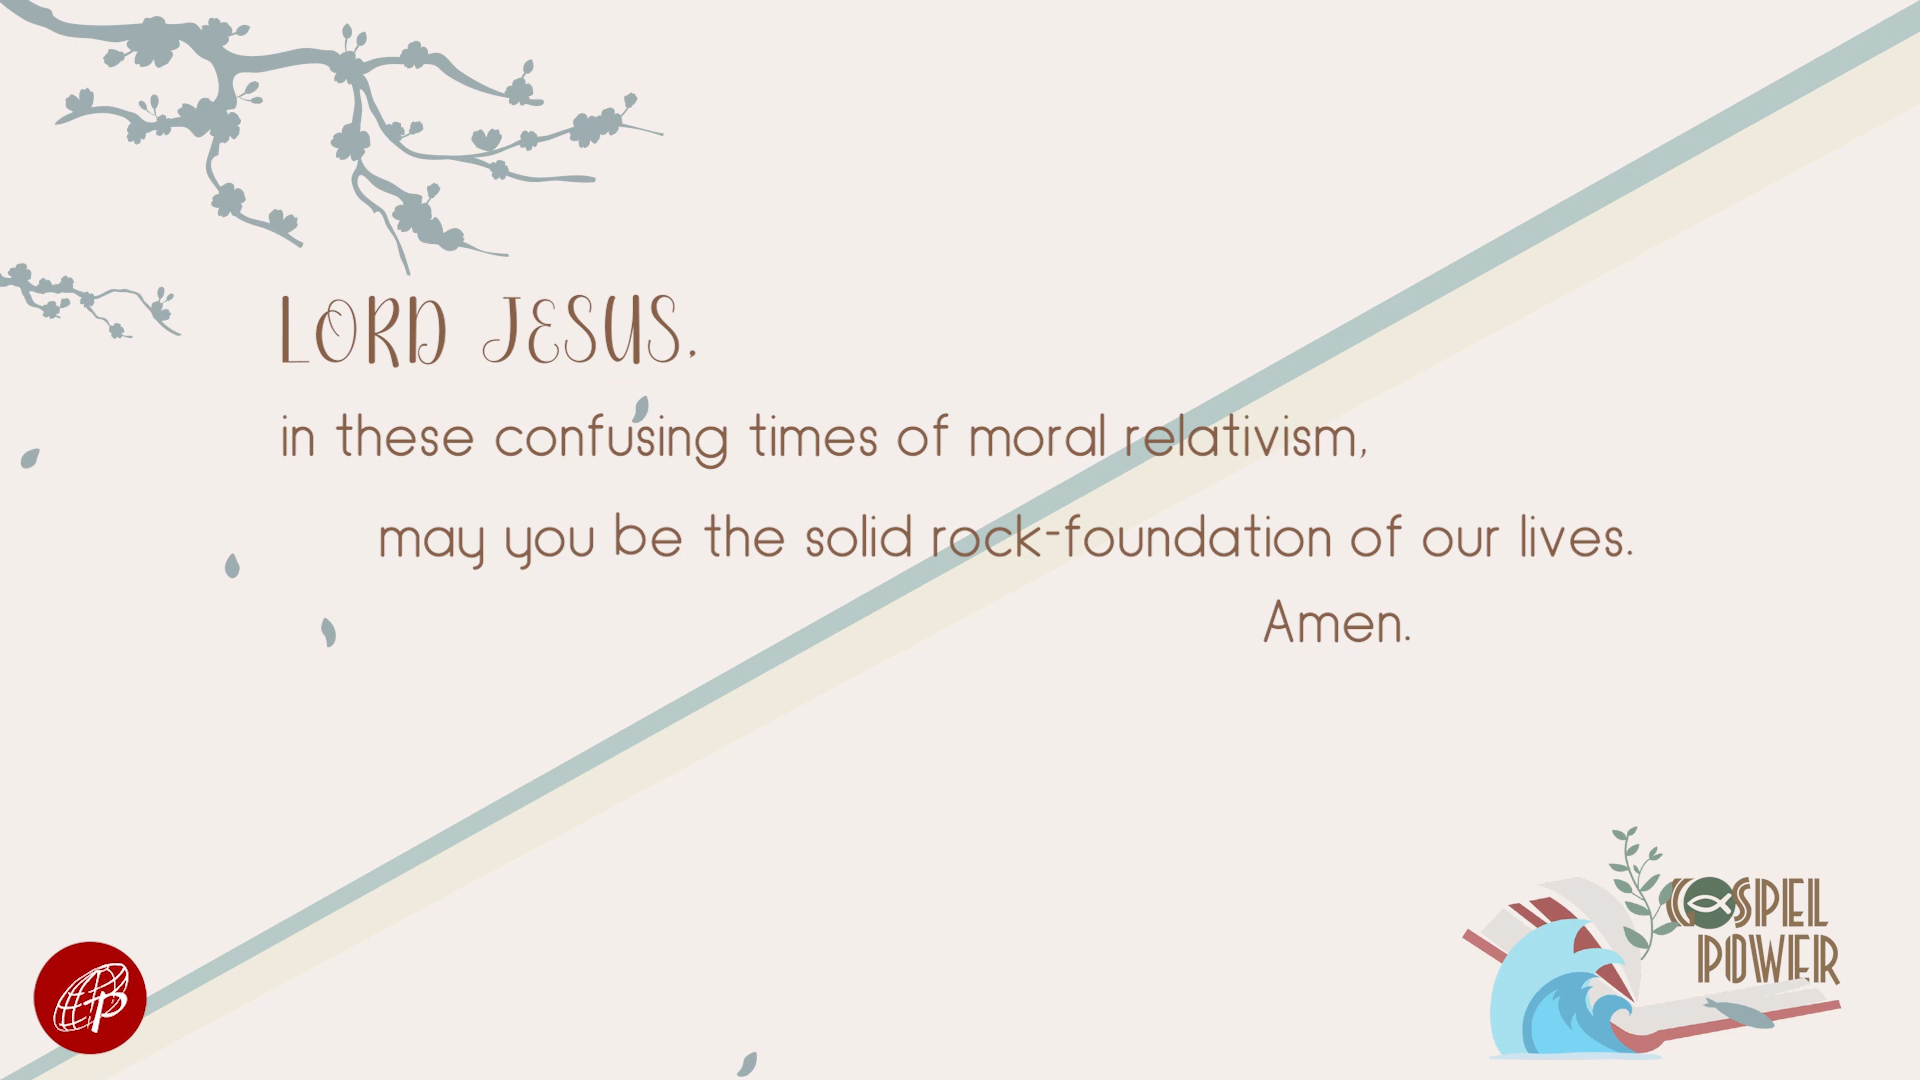 LORD JESUS,
in these confusing times of moral relativism,
may you be the solid rock-foundation of our lives.
Amen.
GOSPEL
POWER